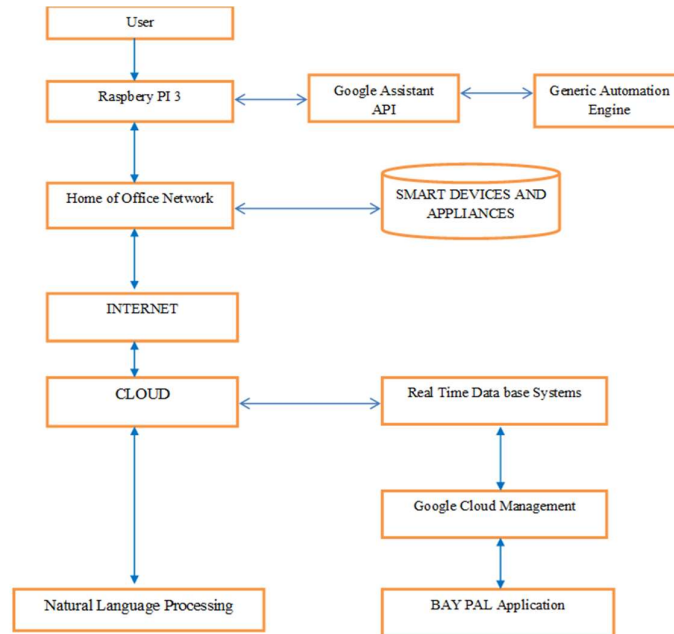 User
Raspbery PI 3
Google Assistant
API
Generic Automation
Engine
Home of Office Network
SMART DEVICES AND
APPLIANCES
INTERNET
CLOUD
Real Time Data base Systems
Google Cloud Management
Natural Language Processing
BAY PAL Application